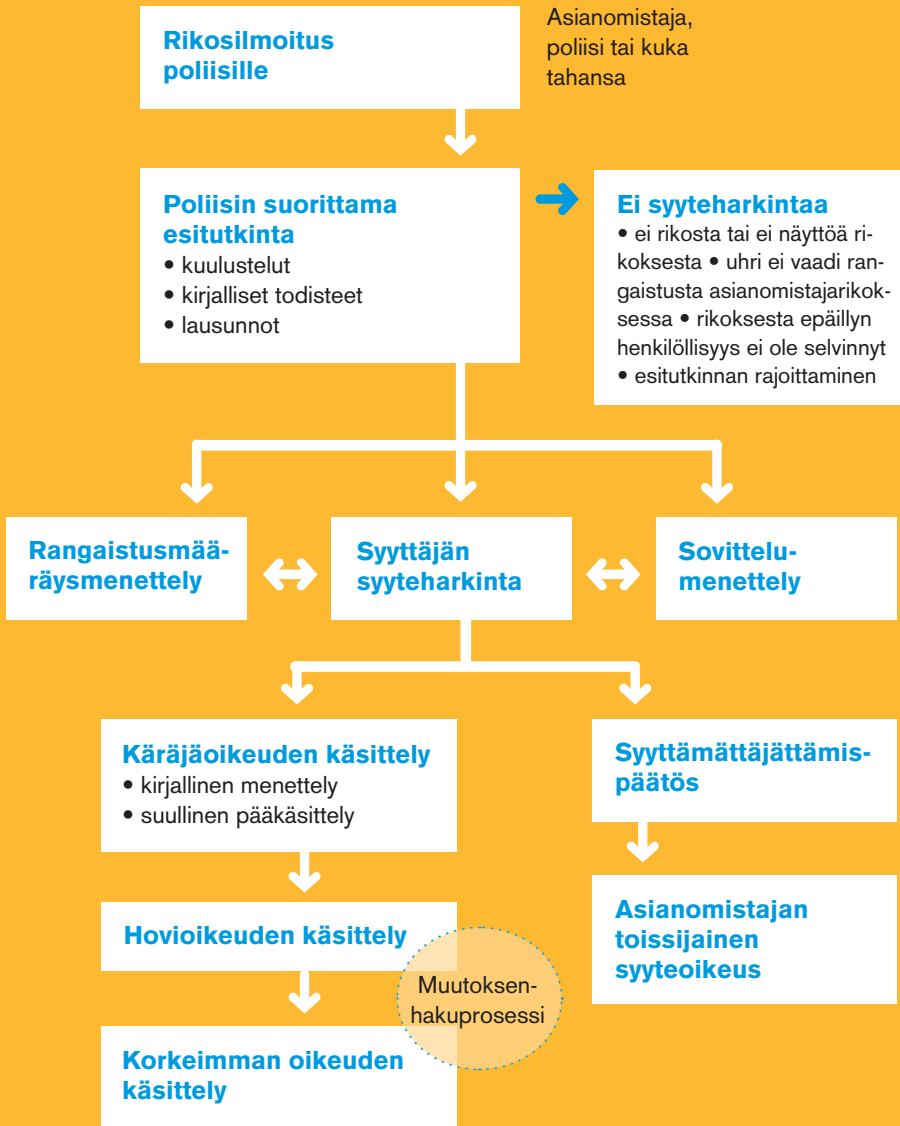 Rikosilmoitus
poliisille
Asianomistaja,
poliisi tai kuka
tahansa
Poliisin suorittama
esitutkinta
• kuulustelut
• kirjalliset todisteet
• lausunnot
Ei syyteharkintaa
• ei rikosta tai ei näyttöä ri-
koksesta • uhri ei vaadi ran-
gaistusta asianomistajarikok-
sessa • rikoksesta epäillyn
henkilöllisyys ei ole selvinnyt
• esitutkinnan rajoittaminen
Rangaistusmää-
räysmenettely
Syyttäjän
syyteharkinta
Sovittelu-
menettely
Käräjäoikeuden käsittely
• kirjallinen menettely
• suullinen pääkäsittely
Syyttämättäjättämis-
päätös
Hovioikeuden käsittely
Asianomistajan
toissijainen
syyteoikeus
Muutoksen-
hakuprosessi
Korkeimman oikeuden
käsittely